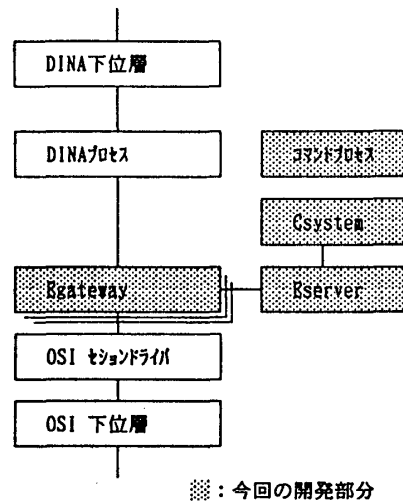 DINA下位層
DINAプロセス
コマンドプロセス
Csystem
Egateway
Eserver
OSI セションドライバ
OSI 下位層
：今回の開発部分